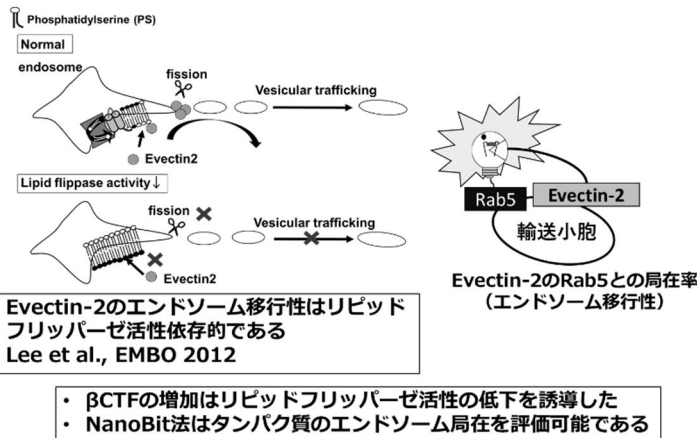 Phosphatidylserine (PS)
Normal
endosome
fission
Vesicular trafficking
Evectin2
Lipid flippase activity↓
fission
Vesicular trafficking
Evectin2
Rab5
Evectin-2
輸送小胞
Evectin-2のRab5との局在率
(エンドソーム移行性)
Evectin-2のエンドソーム移行性はリピッド
フリッパーゼ活性依存的である
Lee et al., EMBO 2012
• βCTFの増加はリピッドフリッパーゼ活性の低下を誘導した
• NanoBit法はタンパク質のエンドソーム局在を評価可能である